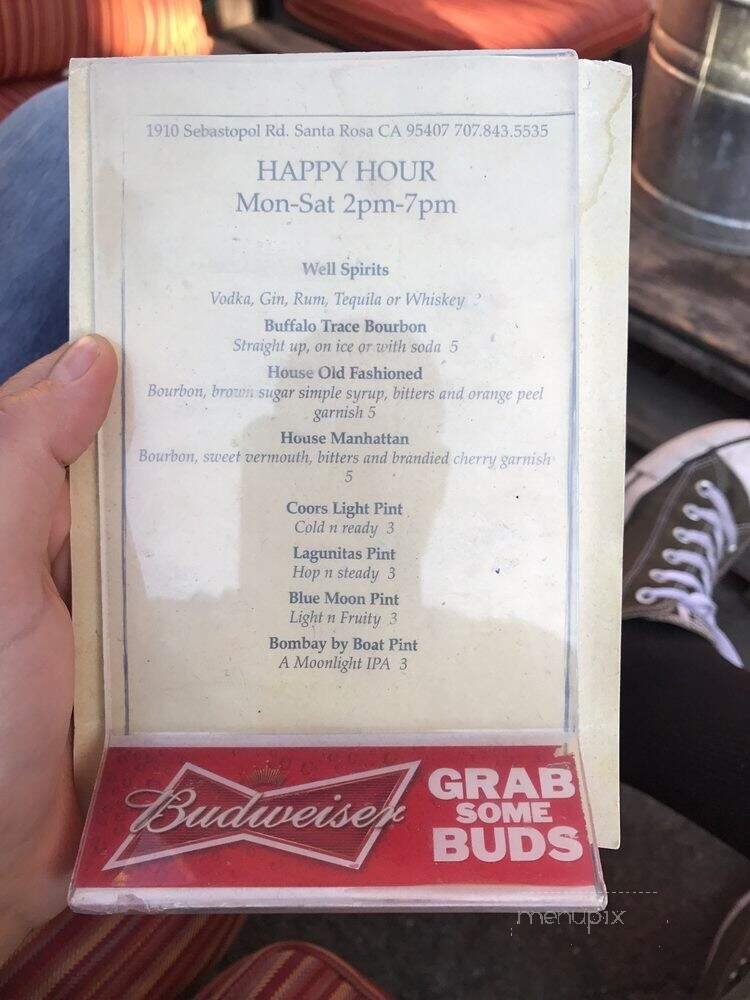 1910 Sebastopol Rd. Santa Rosa CA 95407 707.843.5535
HAPPY HOUR
Mon-Sat 2pm-7pm
Well Spirits
Vodka, Gin, Rum, Tequila or Whiskey
Buffalo Trace Bourbon
Straight up, on ice or with soda 5
House Old Fashioned
Bourbon, brown sugar simple syrup, bitters and orange peel
garnish 5
House Manhattan
Bourbon, sweet vermouth, bitters and brandied cherry garnish
5
Coors Light Pint
Cold n ready 3
Lagunitas Pint
Hop n steady 3
Blue Moon Pint
Light n Fruity 3
Bombay by Boat Pint
A Moonlight IPA 3
Budweiser
GRAB
SOME
BUDS
menupix